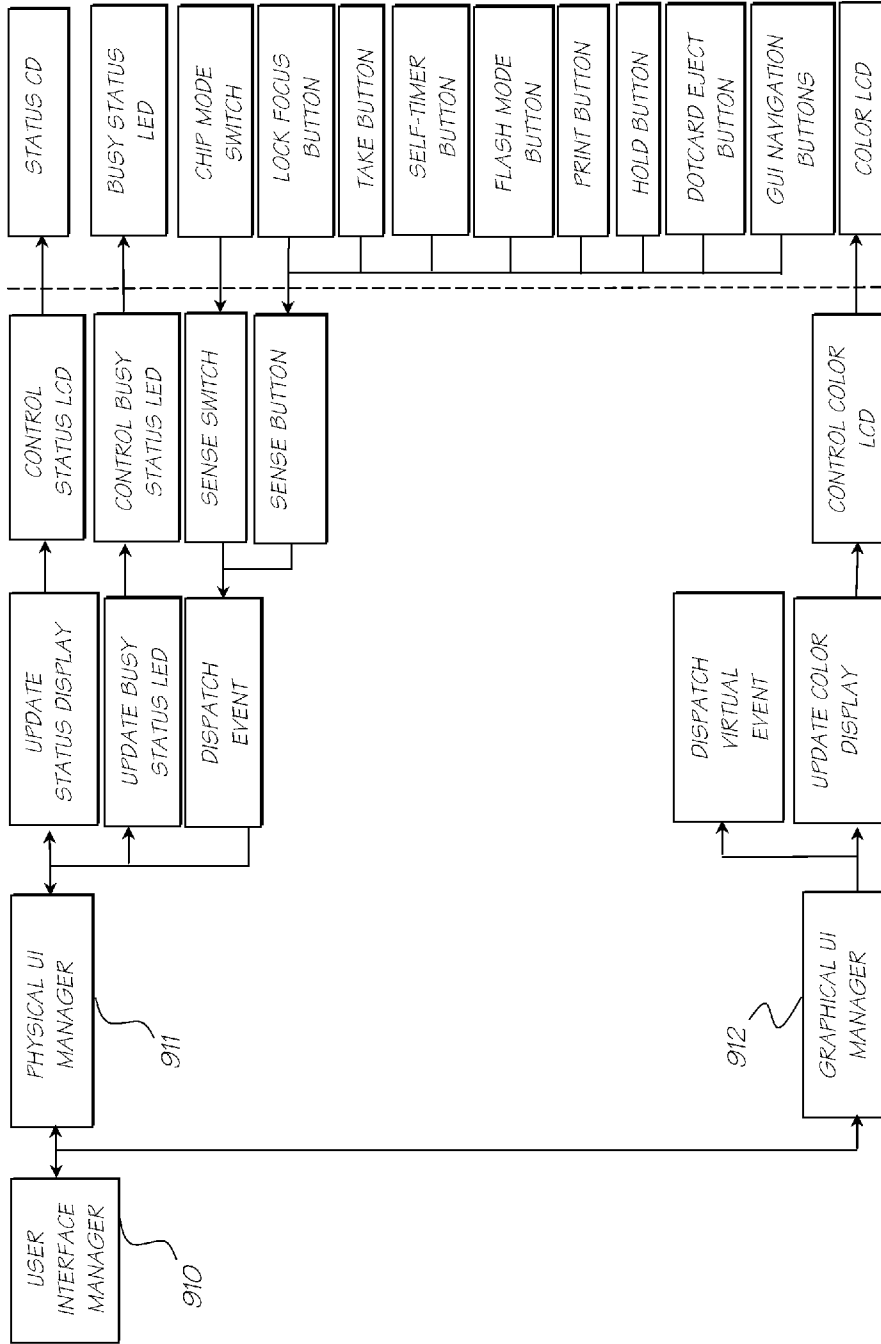 USER
INTERFACE
MANAGER
910
PHYSICAL UI
MANAGER
911
GRAPHICAL UI
MANAGER
912
UPDATE
STATUS DISPLAY
UPDATE BUSY
STATUS LED
DISPATCH
EVENT
DISPATCH
VIRTUAL
EVENT
UPDATE COLOR
DISPLAY
CONTROL
STATUS LCD
CONTROL BUSY
STATUS LED
SENSE SWITCH
SENSE BUTTON
CONTROL COLOR
LCD
STATUS CD
BUSY STATUS
LED
CHIP MODE
SWITCH
LOCK FOCUS
BUTTON
TAKE BUTTON
SELF-TIMER
BUTTON
FLASH MODE
BUTTON
PRINT BUTTON
HOLD BUTTON
DOTCARD EJECT
BUTTON
GUI NAVIGATION
BUTTONS
COLOR LCD